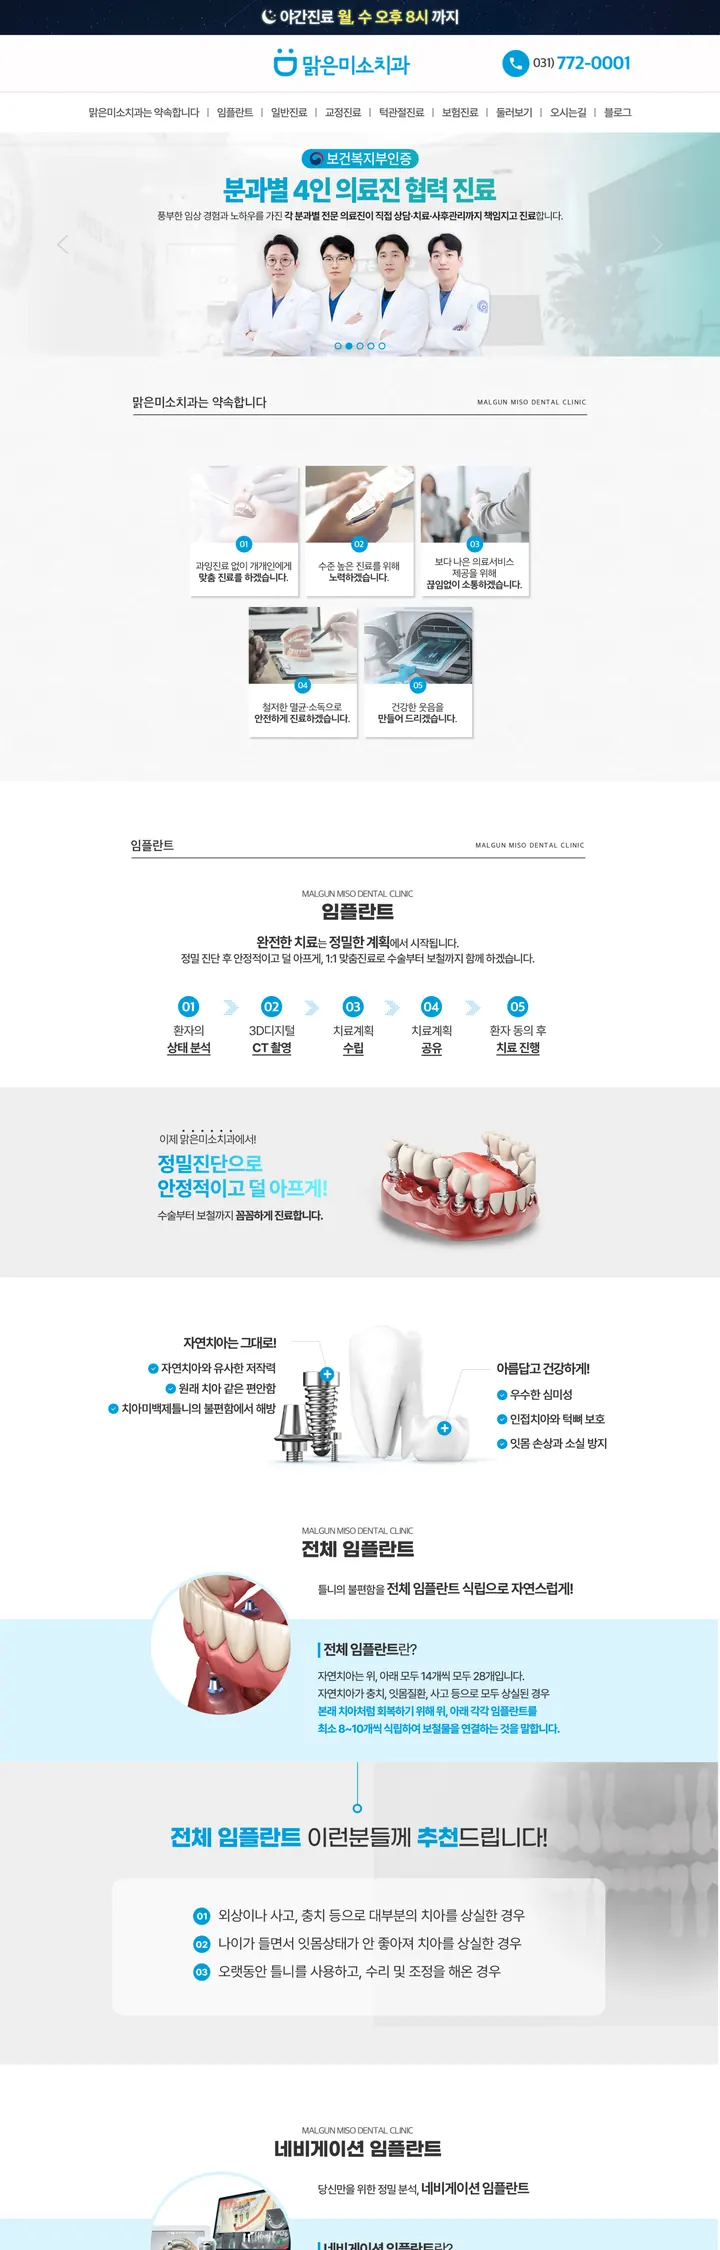 야간진료 월, 수 오후 8시 까지
맑은미소치과
031) 772-0001
맑은미소치과는 약속합니다 | 임플란트 | 일반진료 | 교정진료 | 턱관절진료 | 보험진료 | 둘러보기 | 오시는길 | 블로그
보건복지부인증
분과별 4인 의료진 협력 진료
풍부한 임상 경험과 노하우를 가진 각 분과별 전문 의료진이 직접 상담·치료·사후관리까지 책임지고 진료합니다.
맑은미소치과는 약속합니다
MALGUN MISO DENTAL CLINIC
01
과잉진료 없이 개개인에게
맞춤 진료를 하겠습니다.
02
수준 높은 진료를 위해
노력하겠습니다.
03
보다 나은 의료서비스
제공을 위해
끊임없이 소통하겠습니다.
04
철저한 멸균·소독으로
안전하게 진료하겠습니다.
05
건강한 웃음을
만들어 드리겠습니다.
임플란트
MALGUN MISO DENTAL CLINIC
MALGUN MISO DENTAL CLINIC
임플란트
완전한 치료는 정밀한 계획에서 시작됩니다.
정밀 진단 후 안정적이고 덜 아프게, 1:1 맞춤진료로 수술부터 보철까지 함께 하겠습니다.
01
환자의
상태 분석
02
3D디지털
CT 촬영
03
치료계획
수립
04
치료계획
공유
05
환자 동의 후
치료 진행
이제 맑은미소치과에서!
정밀진단으로
안정적이고 덜 아프게!
수술부터 보철까지 꼼꼼하게 진료합니다.
자연치아는 그대로!
자연치아와 유사한 저작력
원래 치아 같은 편안함
치아미백제틀니의 불편함에서 해방
아름답고 건강하게!
우수한 심미성
인접치아와 턱뼈 보호
잇몸 손상과 소실 방지
MALGUN MISO DENTAL CLINIC
전체 임플란트
틀니의 불편함을 전체 임플란트 식립으로 자연스럽게!
전체 임플란트란?
자연치아는 위, 아래 모두 14개씩 모두 28개입니다.
자연치아가 충치, 잇몸질환, 사고 등으로 모두 상실된 경우
본래 치아처럼 회복하기 위해 위, 아래 각각 임플란트를
최소 8~10개씩 식립하여 보철물을 연결하는 것을 말합니다.
전체 임플란트 이런분들께 추천드립니다!
01 외상이나 사고, 충치 등으로 대부분의 치아를 상실한 경우
02 나이가 들면서 잇몸상태가 안 좋아져 치아를 상실한 경우
03 오랫동안 틀니를 사용하고, 수리 및 조정을 해온 경우
MALGUN MISO DENTAL CLINIC
네비게이션 임플란트
당신만을 위한 정밀 분석, 네비게이션 임플란트
네비게이션 임플란트란?